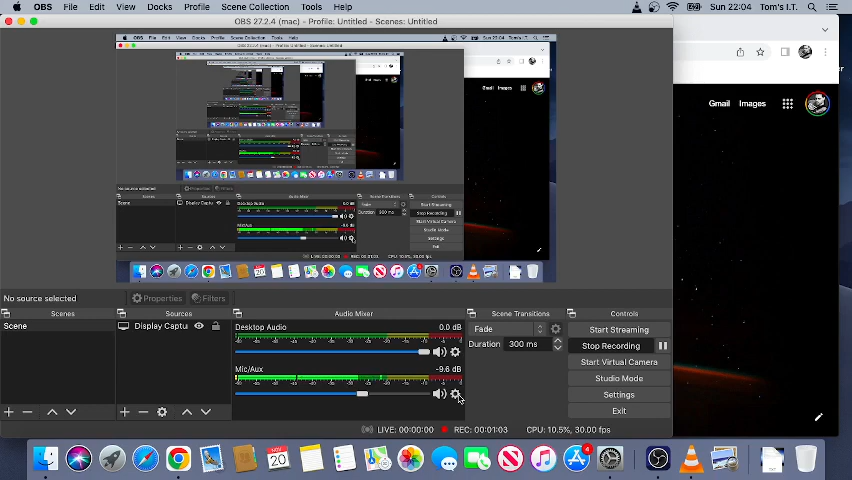 OBS File Edit View Docks Profile Scene Collection Tools Help
SUN 22:04 Tom's I.T.
OBS 27.2.4 (mac) - Profile: Untitled - Scenes: Untitled
Gmail Images
No source selected
Properties Filters
Scenes Sources Audio Mixer Scene Transitions Controls
Scene
Display Captu
Desktop Audio 0.0 dB
Mic/Aux -9.6 dB
Fade
Duration 300 ms
Start Streaming
Stop Recording
Start Virtual Camera
Studio Mode
Settings
Exit
LIVE: 00:00:00 REC: 00:01:03 CPU: 10.5%, 30.00 fps
NOV
20
4